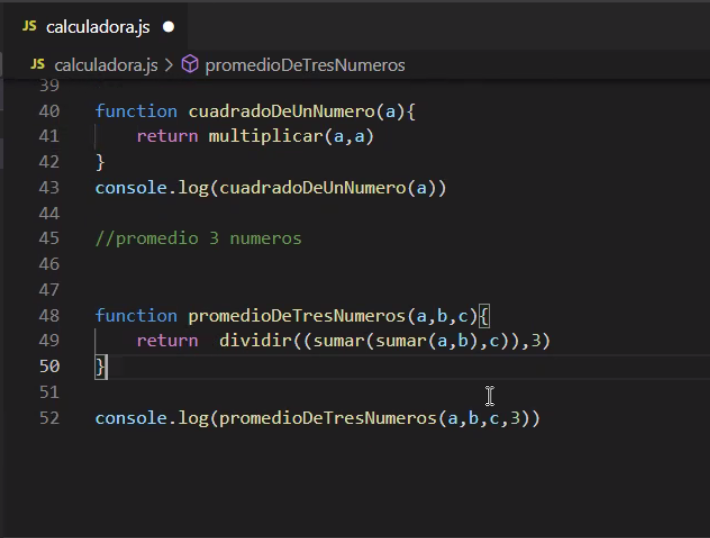 JS calculadora.js
JS calculadora.js > promedioDeTresNumeros
39
40 function cuadradoDeUnNumero(a){
41 return multiplicar(a,a)
42 }
43 console.log(cuadradoDeUnNumero(a))
44
45 //promedio 3 numeros
46
47
48 function promedioDeTresNumeros(a,b,c){
49 return  dividir((sumar(sumar(a,b),c)),3)
50 }
51
52 console.log(promedioDeTresNumeros(a,b,c,3))